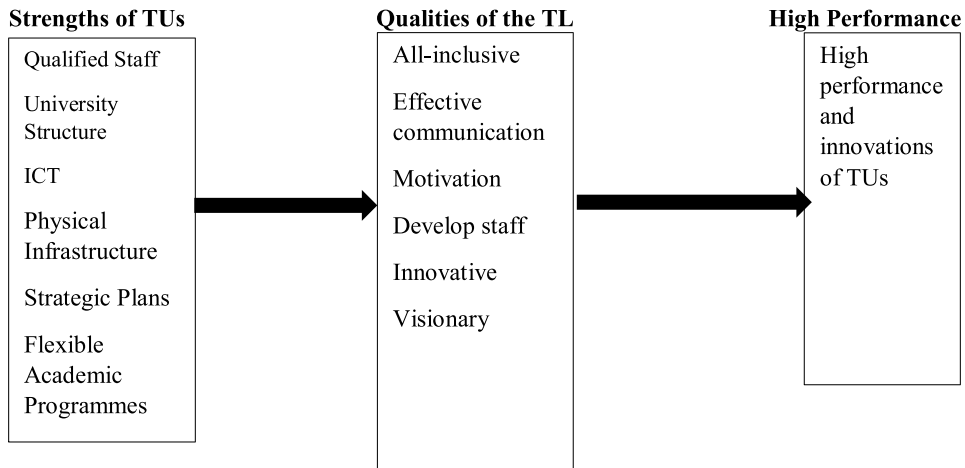 Strengths of TUs
Qualified Staff
University
Structure
ICT
Physical
Infrastructure
Strategic Plans
Flexible
Academic
Programmes
Qualities of the TL
All-inclusive
Effective
communication
Motivation
Develop staff
Innovative
Visionary
High Performance
High
performance
and
innovations
of TUs